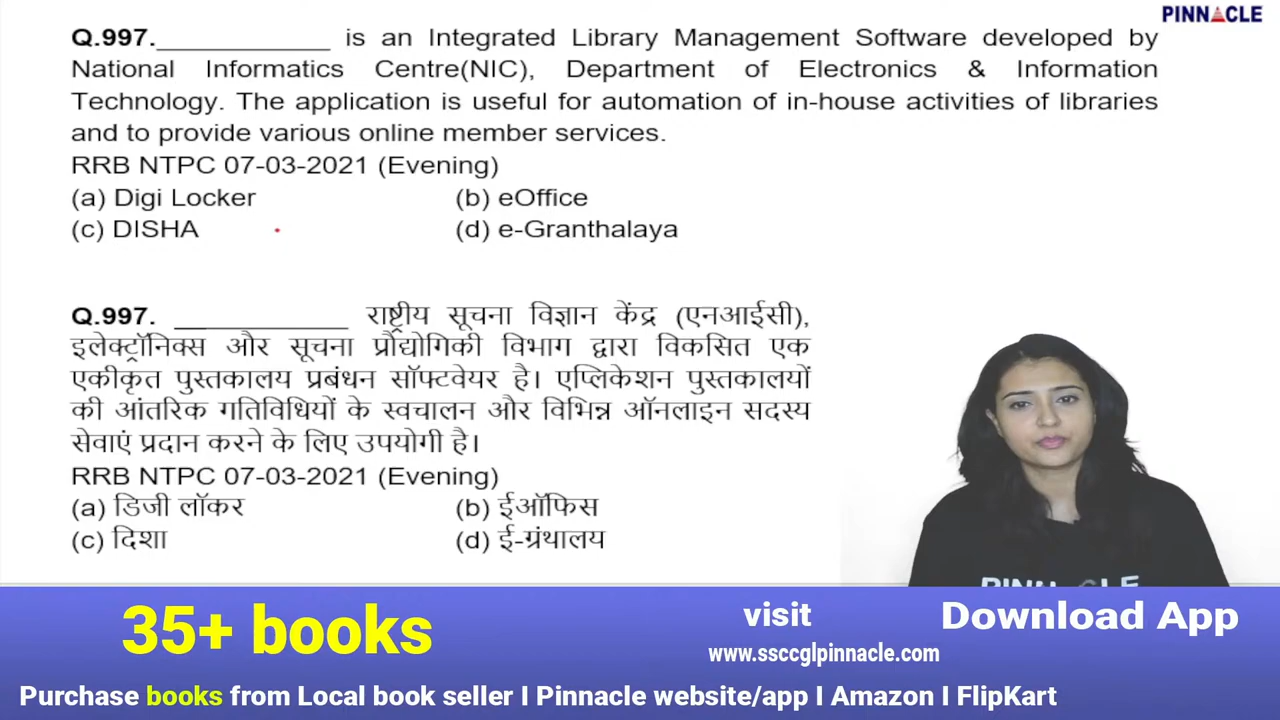 PINNACLE
Q.997.____________ is an Integrated Library Management Software developed by
National Informatics Centre(NIC), Department of Electronics & Information
Technology. The application is useful for automation of in-house activities of libraries
and to provide various online member services.
RRB NTPC 07-03-2021 (Evening)
(a) Digi Locker (b) eOffice
(c) DISHA (d) e-Granthalaya
Q.997. ____________ राष्ट्रीय सूचना विज्ञान केंद्र (एनआईसी),
इलेक्ट्रॉनिक्स और सूचना प्रौद्योगिकी विभाग द्वारा विकसित एक
एकीकृत पुस्तकालय प्रबंधन सॉफ्टवेयर है। एप्लिकेशन पुस्तकालयों
की आंतरिक गतिविधियों के स्वचालन और विभिन्न ऑनलाइन सदस्य
सेवाएं प्रदान करने के लिए उपयोगी है।
RRB NTPC 07-03-2021 (Evening)
(a) डिजी लॉकर (b) ईऑफिस
(c) दिशा (d) ई-ग्रंथालय
PINNACLE
35+ books
visit
www.ssccglpinnacle.com
Download App
Purchase books from Local book seller I Pinnacle website/app I Amazon I FlipKart